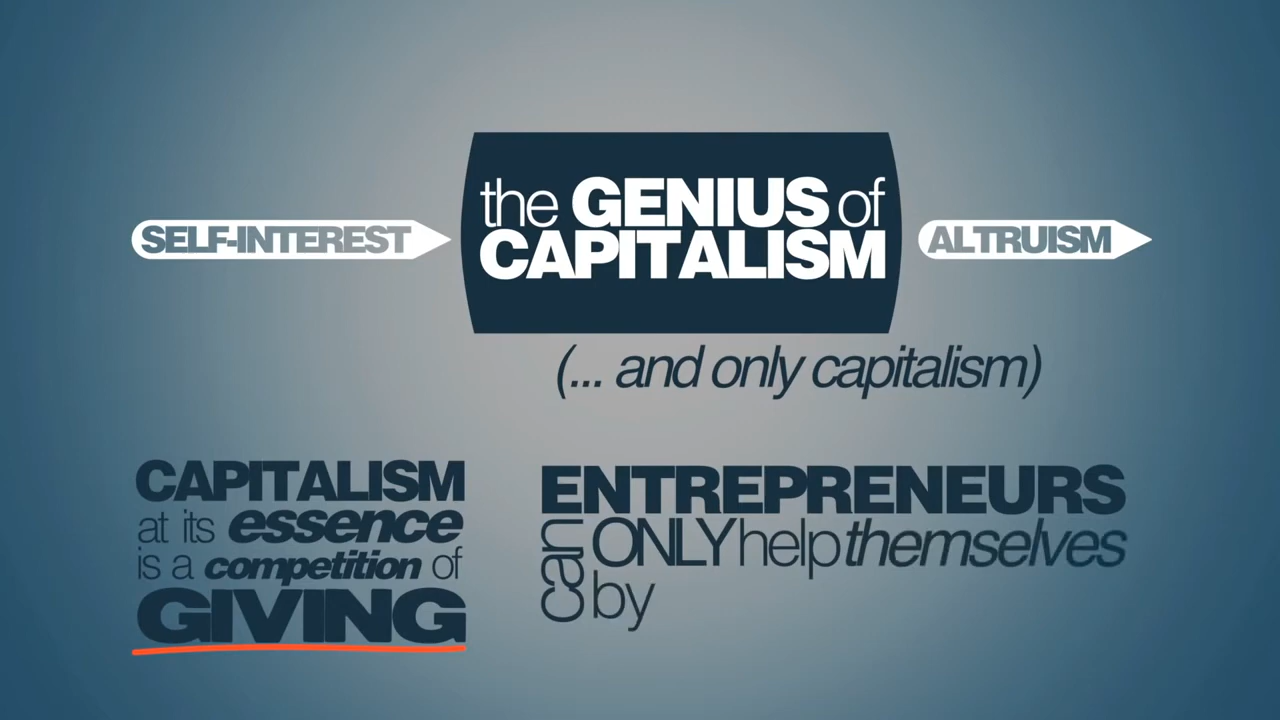 SELF-INTEREST
the GENIUS of
CAPITALISM
ALTRUISM
(... and only capitalism)
CAPITALISM
at its essence
is a competition of
GIVING
ENTREPRENEURS
can ONLY help themselves
by